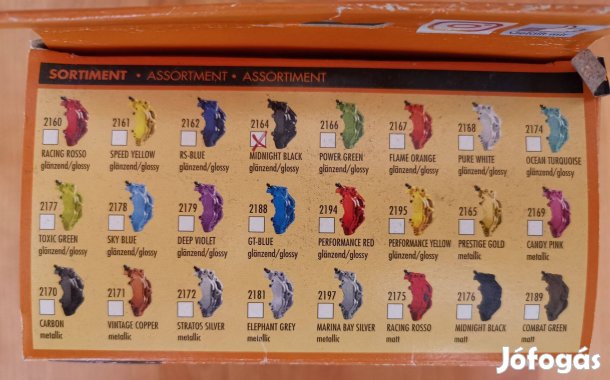 SORTIMENT • ASSORTMENT • ASSORTIMENT
2160
RACING ROSSO
glänzend/glossy
2161
SPEED YELLOW
glänzend/glossy
2162
RS-BLUE
glänzend/glossy
2164
MIDNIGHT BLACK
glänzend/glossy
2166
POWER GREEN
glänzend/glossy
2167
FLAME ORANGE
glänzend/glossy
2168
PURE WHITE
glänzend/glossy
2174
OCEAN TURQUOISE
glänzend/glossy
2177
TOXIC GREEN
glänzend/glossy
2178
SKY BLUE
glänzend/glossy
2179
DEEP VIOLET
glänzend/glossy
2188
GT-BLUE
glänzend/glossy
2194
PERFORMANCE RED
glänzend/glossy
2195
PERFORMANCE YELLOW
glänzend/glossy
2165
PRESTIGE GOLD
metallic
2169
CANDY PINK
metallic
2170
CARBON
metallic
2171
VINTAGE COPPER
metallic
2172
STRATOS SILVER
metallic
2181
ELEPHANT GREY
metallic
2197
MARINA BAY SILVER
metallic
2175
RACING ROSSO
matt
2176
MIDNIGHT BLACK
matt
2189
COMBAT GREEN
matt
Jófogás